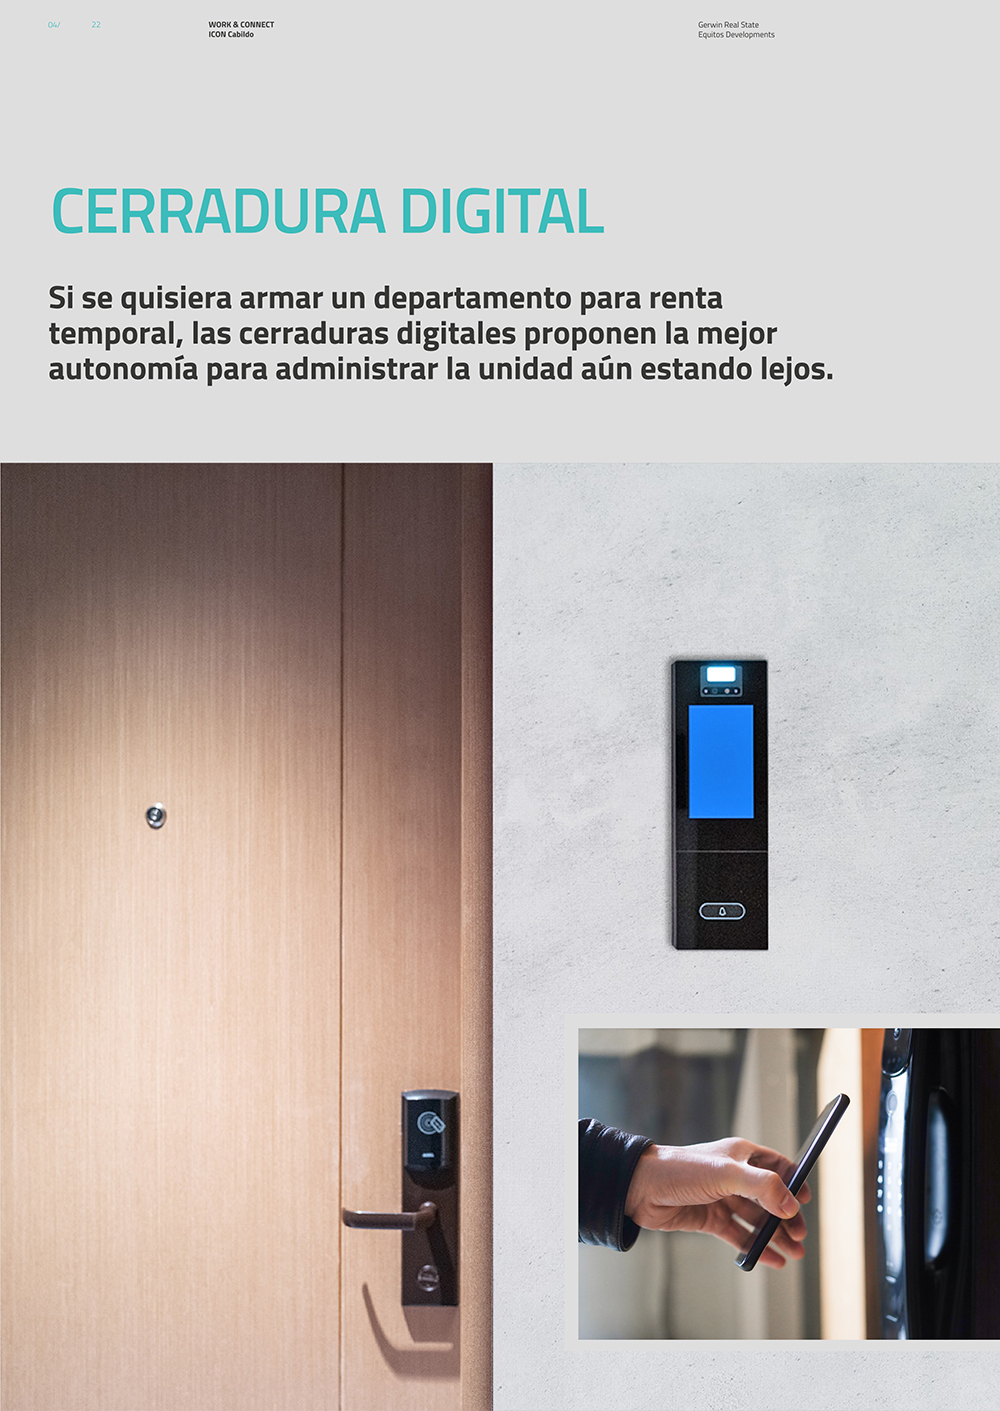 04/ 22
WORK & CONNECT
ICON Cabildo
Gerwin Real State
Equitos Developments
CERRADURA DIGITAL
Si se quisiera armar un departamento para renta
temporal, las cerraduras digitales proponen la mejor
autonomía para administrar la unidad aún estando lejos.